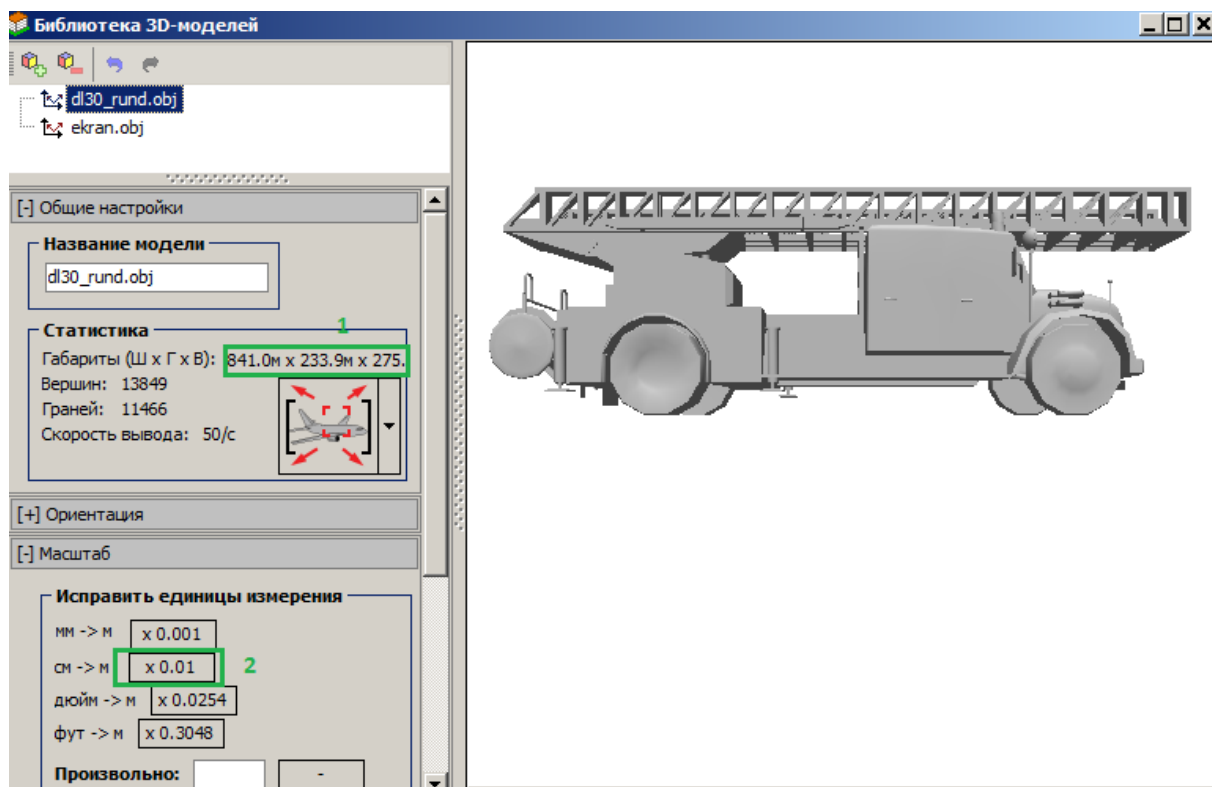 Библиотека 3D-моделей
dl30_rund.obj
ekran.obj
[-] Общие настройки
Название модели
dl30_rund.obj
Статистика
1
Габариты (Ш x Г x В): 841.0м x 233.9м x 275.
Вершин: 13849
Граней: 11466
Скорость вывода: 50/с
[+] Ориентация
[-] Масштаб
Исправить единицы измерения
мм -> м x 0.001
см -> м x 0.01 2
дюйм -> м x 0.0254
фут -> м x 0.3048
Произвольно: -